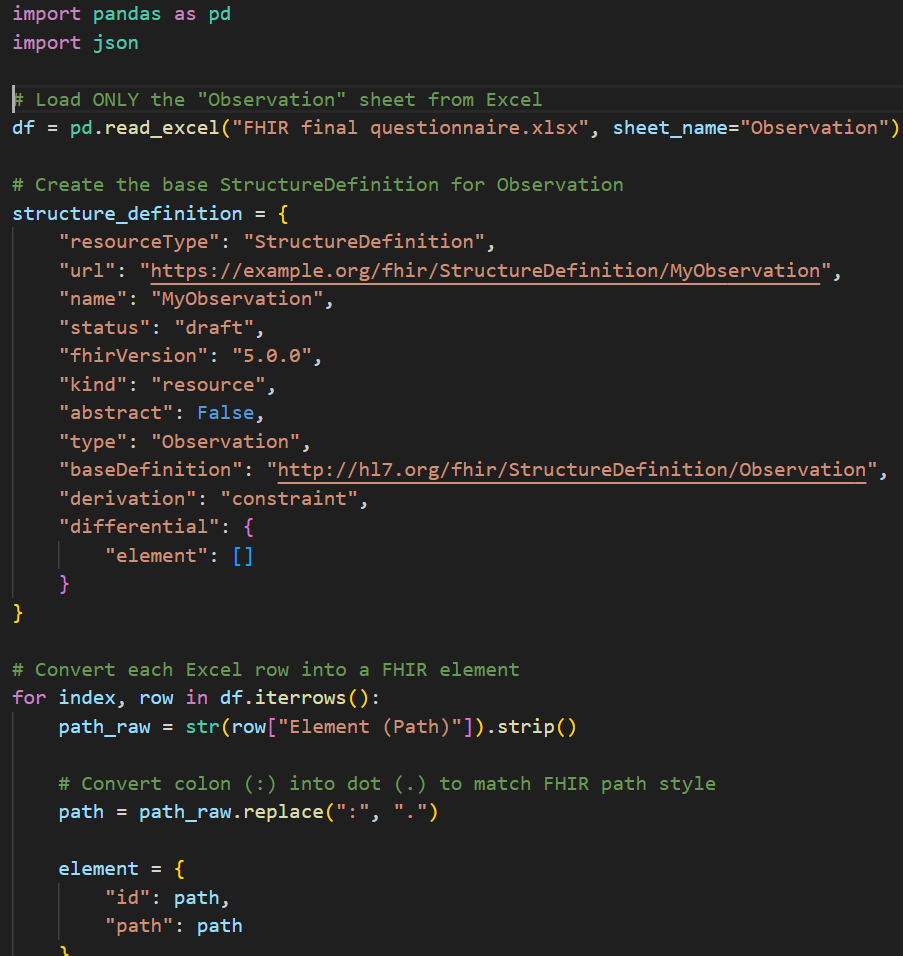 import pandas as pd
import json
# Load ONLY the "Observation" sheet from Excel
df = pd.read_excel("FHIR final questionnaire.xlsx", sheet_name="Observation")
# Create the base StructureDefinition for Observation
structure_definition = {
    "resourceType": "StructureDefinition",
    "url": "https://example.org/fhir/StructureDefinition/MyObservation",
    "name": "MyObservation",
    "status": "draft",
    "fhirVersion": "5.0.0",
    "kind": "resource",
    "abstract": False,
    "type": "Observation",
    "baseDefinition": "http://hl7.org/fhir/StructureDefinition/Observation",
    "derivation": "constraint",
    "differential": {
        "element": []
    }
}
# Convert each Excel row into a FHIR element
for index, row in df.iterrows():
    path_raw = str(row["Element (Path)"]).strip()
    # Convert colon (:) into dot (.) to match FHIR path style
    path = path_raw.replace(":", ".")
    element = {
        "id": path,
        "path": path
    }